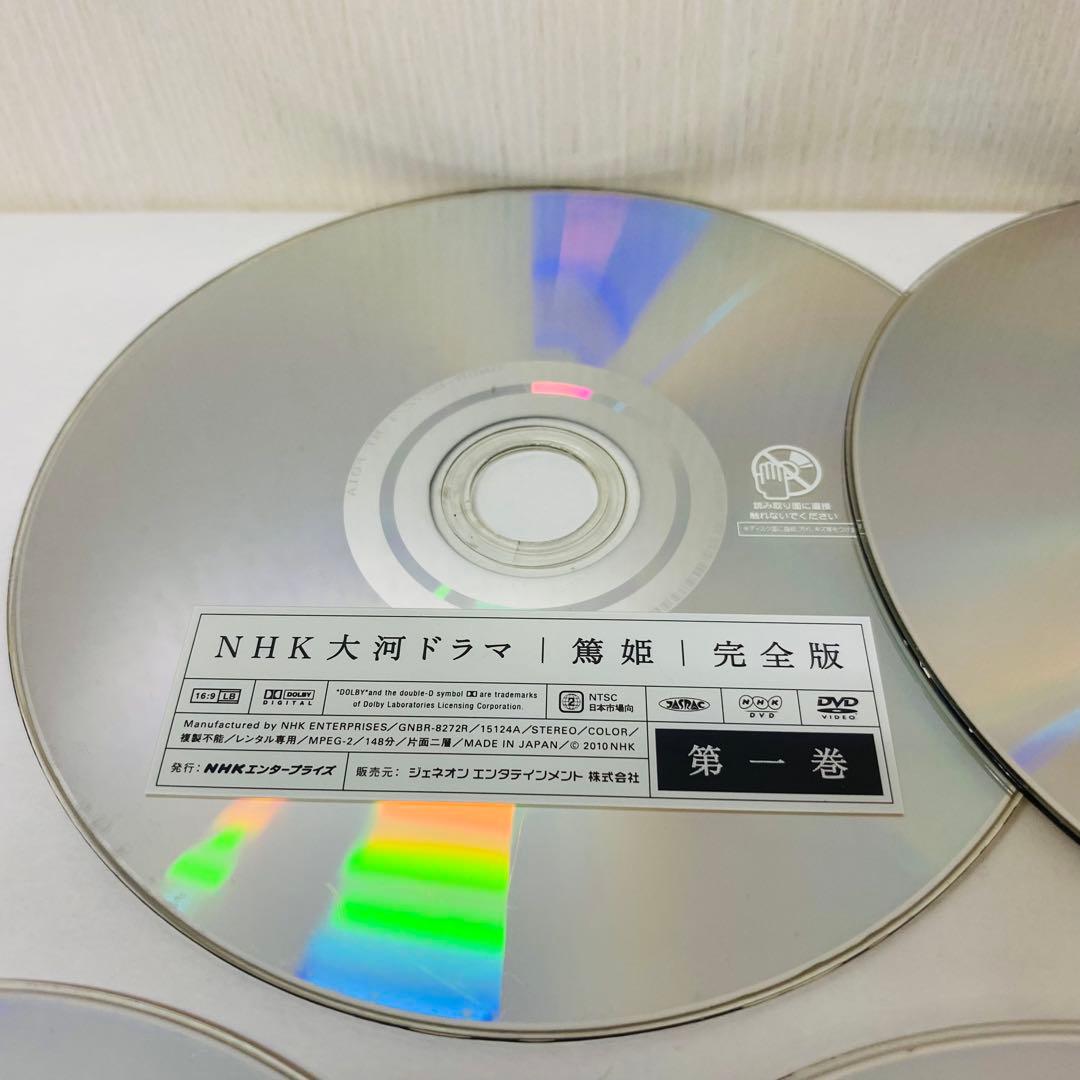 読み取り面に直接
触れないでください
NHK大河ドラマ｜篤姫｜完全版
16:9 LB
DOLBY
DIGITAL
"DOLBY"and the double-D symbol are trademarks
of Dolby Laboratories Licensing Corporation.
2
NTSC
日本市場向
JASRAC
NHK
DVD
DVD
VIDEO
Manufactured by NHK ENTERPRISES／GNBR-8272R／15124A／STEREO／COLOR／
複製不能／レンタル専用／MPEG-2／148分／片面二層／MADE IN JAPAN／© 2010 NHK
第一巻
発行：NHKエンタープライズ
販売元：ジェネオン エンタテインメント 株式会社